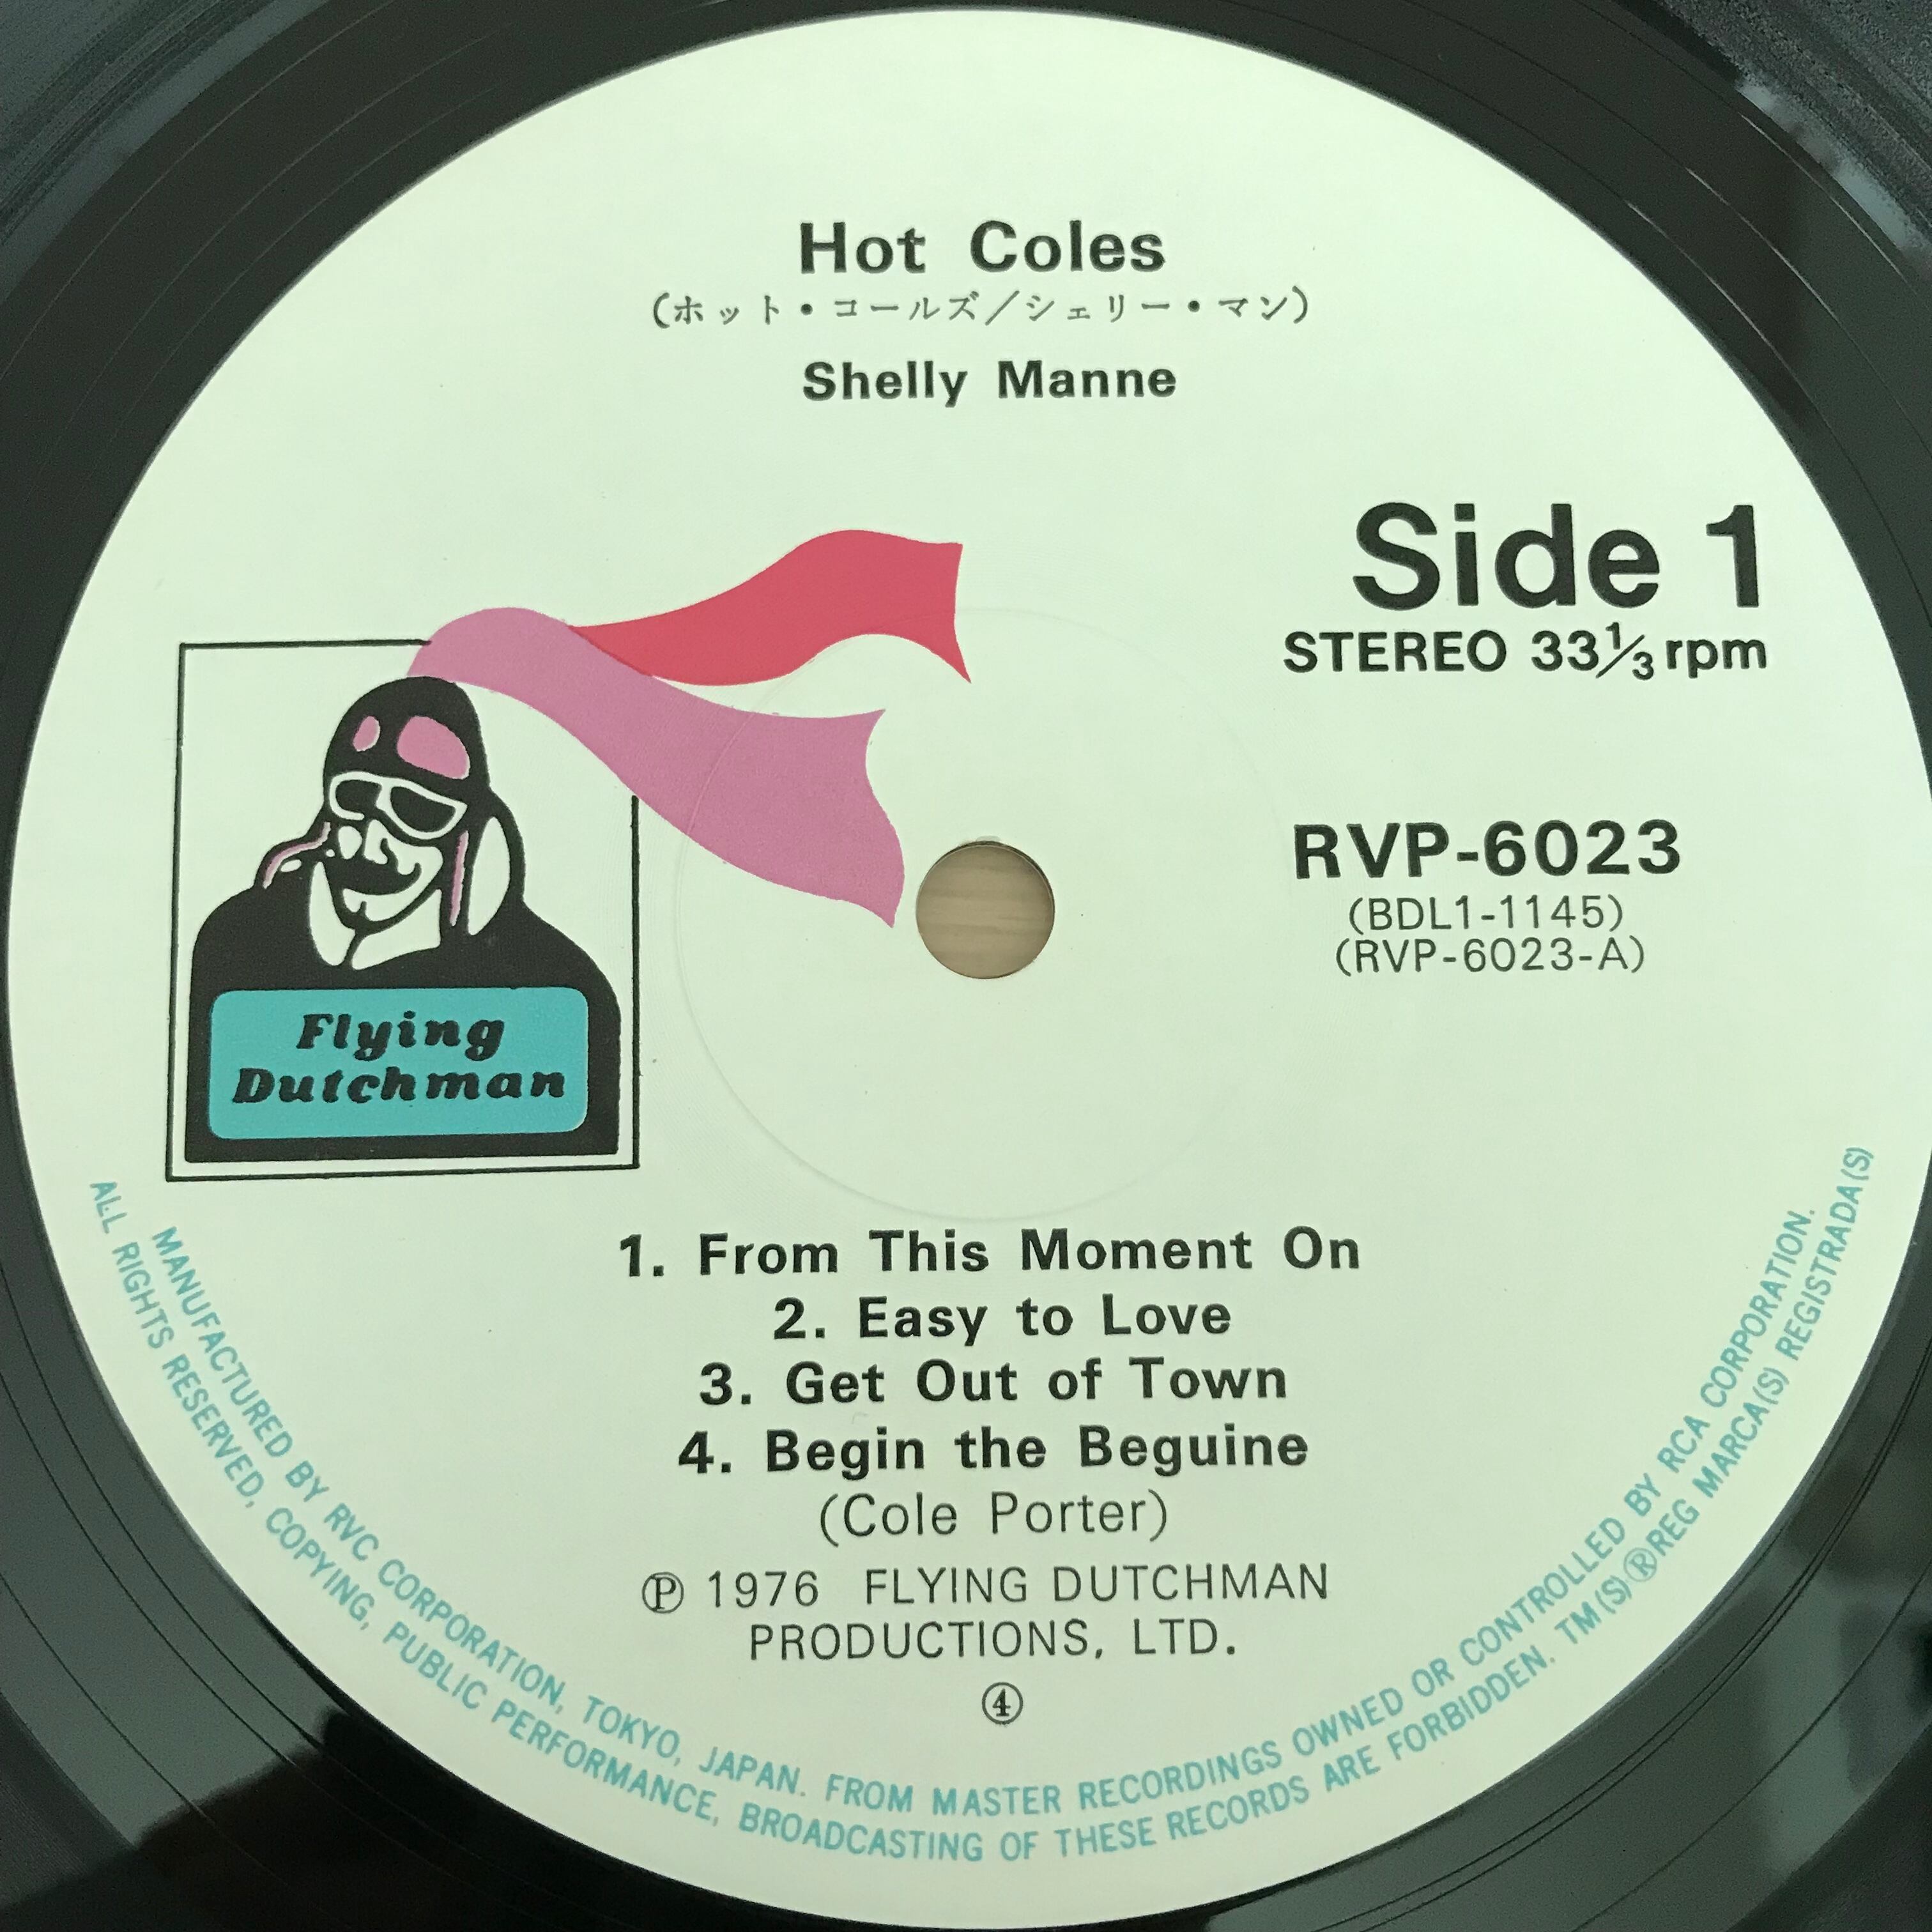 Hot Coles
(ホット・コールズ／シェリー・マン)
Shelly Manne
Side 1
STEREO 33⅓ rpm
RVP-6023
(BDL1-1145)
(RVP-6023-A)
Flying
Dutchman
1. From This Moment On
2. Easy to Love
3. Get Out of Town
4. Begin the Beguine
(Cole Porter)
Ⓟ 1976 FLYING DUTCHMAN
PRODUCTIONS, LTD.
④
MANUFACTURED BY RVC CORPORATION, TOKYO, JAPAN. FROM MASTER RECORDINGS OWNED OR CONTROLLED BY RCA CORPORATION.
ALL RIGHTS RESERVED, COPYING, PUBLIC PERFORMANCE, BROADCASTING OF THESE RECORDS ARE FORBIDDEN. TM(S)®REG MARCA(S) REGISTRADA(S)